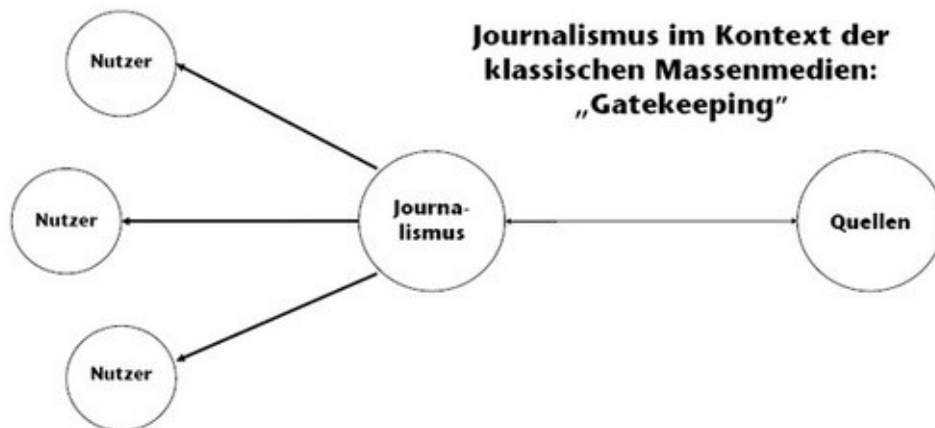 Journalismus im Kontext der
klassischen Massenmedien:
„Gatekeeping”
Nutzer
Nutzer
Nutzer
Journa-
lismus
Quellen